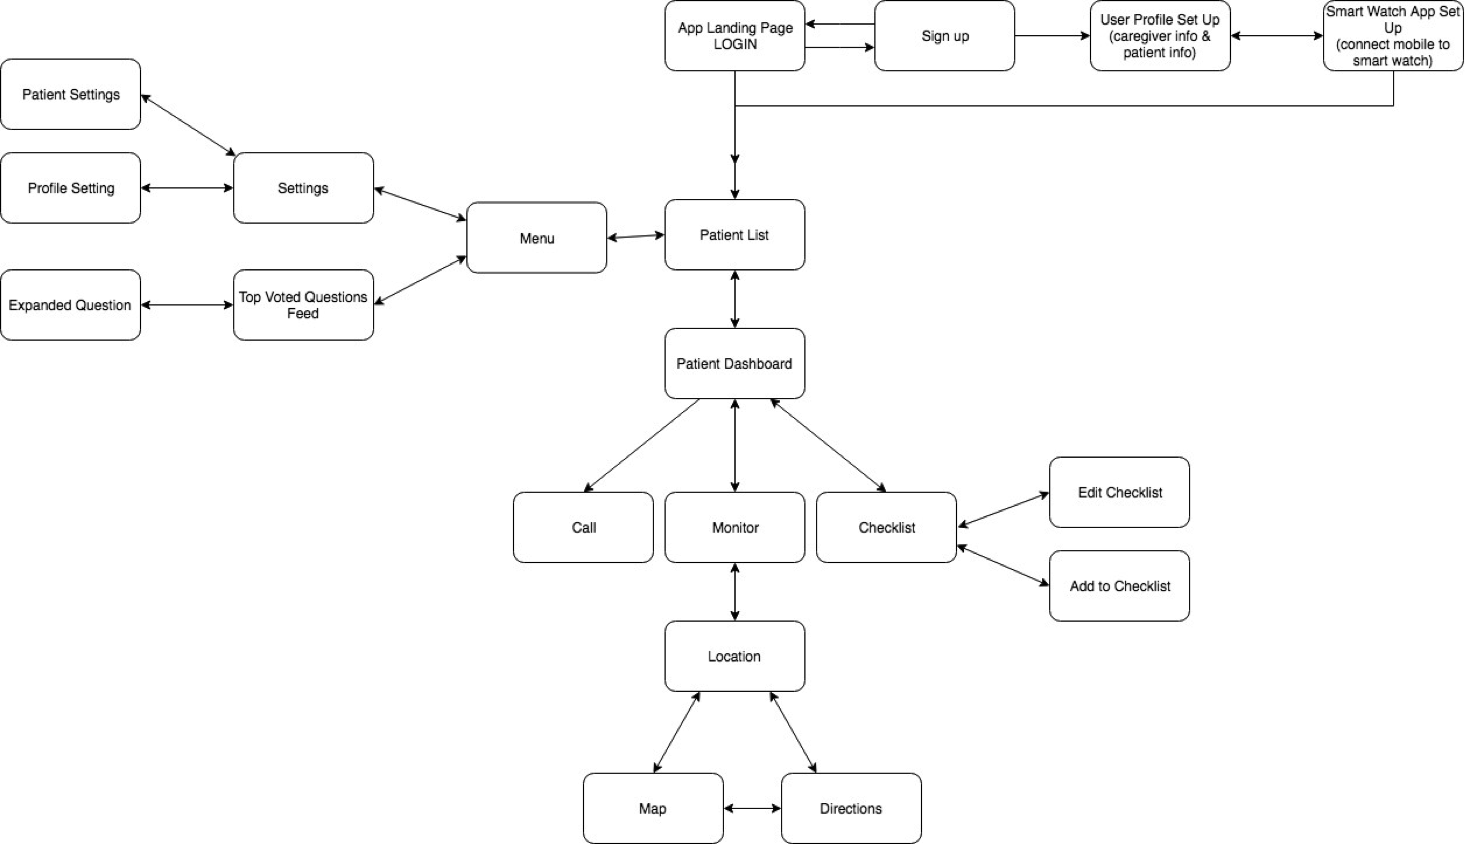 App Landing Page
LOGIN
Sign up
User Profile Set Up
(caregiver info &
patient info)
Smart Watch App Set
Up
(connect mobile to
smart watch)
Patient Settings
Profile Setting
Settings
Menu
Patient List
Expanded Question
Top Voted Questions
Feed
Patient Dashboard
Call
Monitor
Checklist
Edit Checklist
Add to Checklist
Location
Map
Directions